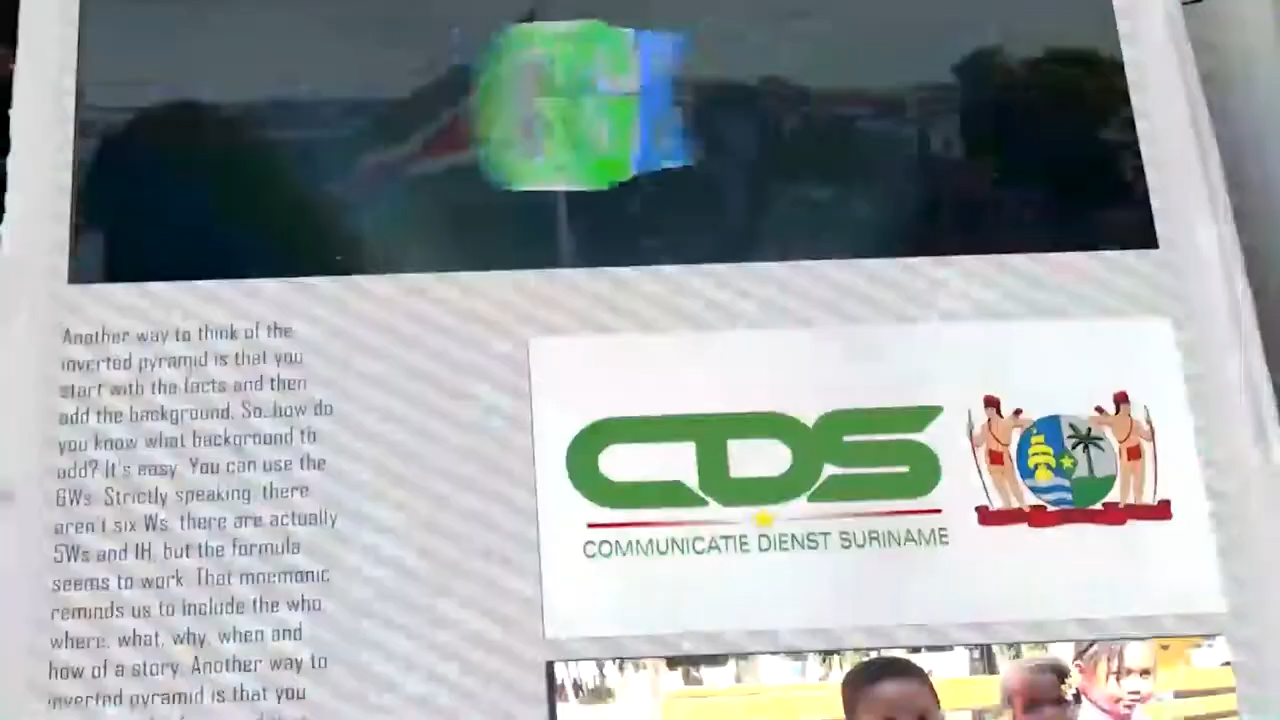 Another way to think of the
inverted pyramid is that you
start with the facts and then
add the background. So, how do
you know what background to
add? It's easy. You can use the
6Ws. Strictly speaking, there
aren't six Ws, there are actually
5Ws and 1H, but the formula
seems to work. That mnemonic
reminds us to include the who,
where, what, why, when and
how of a story. Another way to
inverted pyramid is that you
CDS
COMMUNICATIE DIENST SURINAME